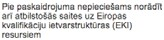 Pie paskaidrojuma nepieciešams norādīt
arī atbilstošās saites uz Eiropas
kvalifikāciju ietvarstruktūras (EKI)
resursiem